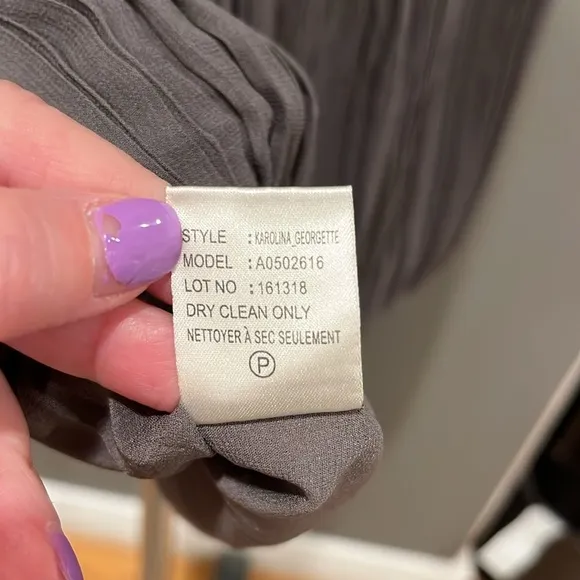 STYLE : KAROLINA_GEORGETTE
MODEL : A0502616
LOT NO : 161318
DRY CLEAN ONLY
NETTOYER À SEC SEULEMENT
P